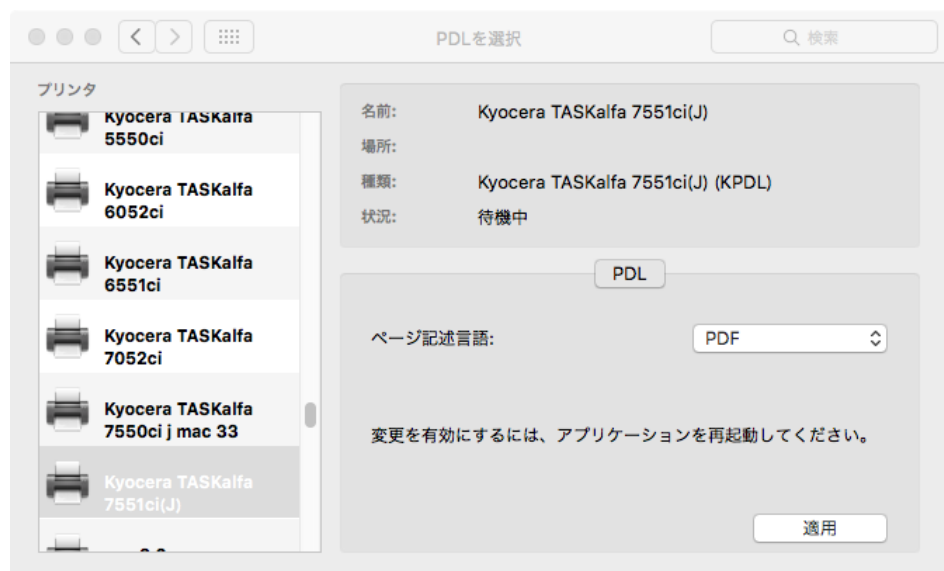 PDLを選択
検索
プリンタ
Kyocera TASKalfa
5550ci
Kyocera TASKalfa
6052ci
Kyocera TASKalfa
6551ci
Kyocera TASKalfa
7052ci
Kyocera TASKalfa
7550ci j mac 33
Kyocera TASKalfa
7551ci(J)
名前: Kyocera TASKalfa 7551ci(J)
場所:
種類: Kyocera TASKalfa 7551ci(J) (KPDL)
状況: 待機中
PDL
ページ記述言語: PDF
変更を有効にするには、アプリケーションを再起動してください。
適用